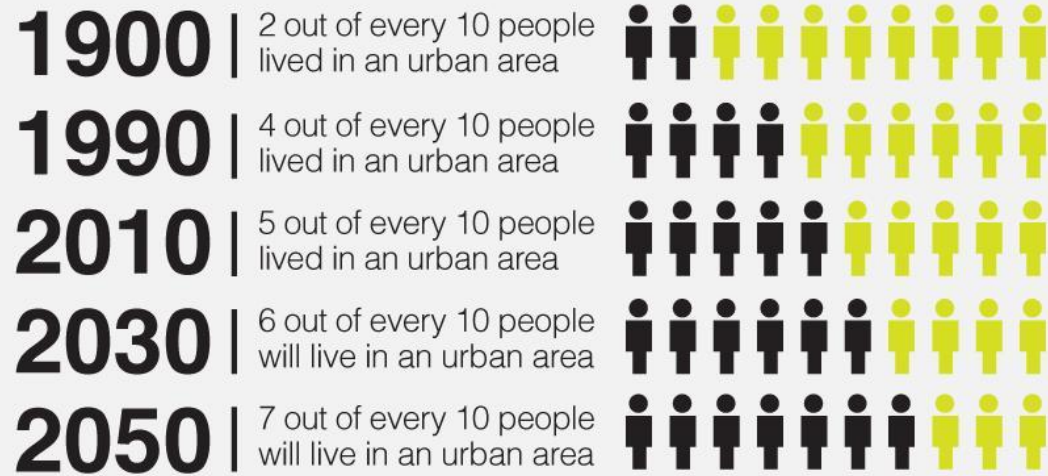 1900 | 2 out of every 10 people
lived in an urban area
1990 | 4 out of every 10 people
lived in an urban area
2010 | 5 out of every 10 people
lived in an urban area
2030 | 6 out of every 10 people
will live in an urban area
2050 | 7 out of every 10 people
will live in an urban area